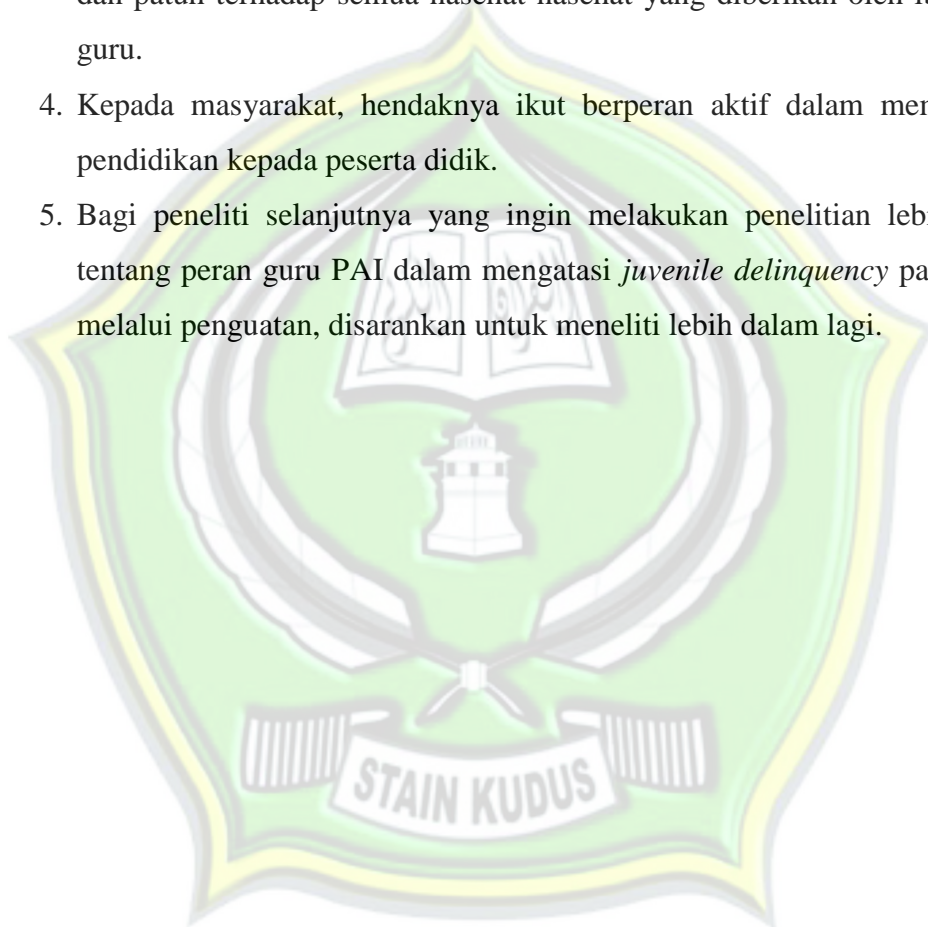 dan patuh terhadap semua nasehat-nasehat yang diberikan oleh
guru.
4. Kepada masyarakat, hendaknya ikut berperan aktif dalam
pendidikan kepada peserta didik.
5. Bagi peneliti selanjutnya yang ingin melakukan penelitian
tentang peran guru PAI dalam mengatasi juvenile delinquency
melalui penguatan, disarankan untuk meneliti lebih dalam lagi.
STAIN KUDUS